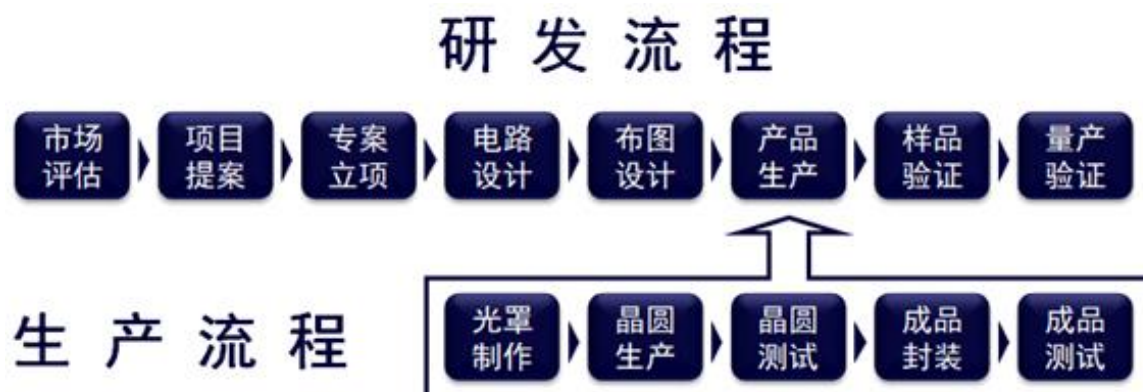 研发流程
市场
评估
项目
提案
专案
立项
电路
设计
布图
设计
产品
生产
样品
验证
量产
验证
生产流程
光罩
制作
晶圆
生产
晶圆
测试
成品
封装
成品
测试